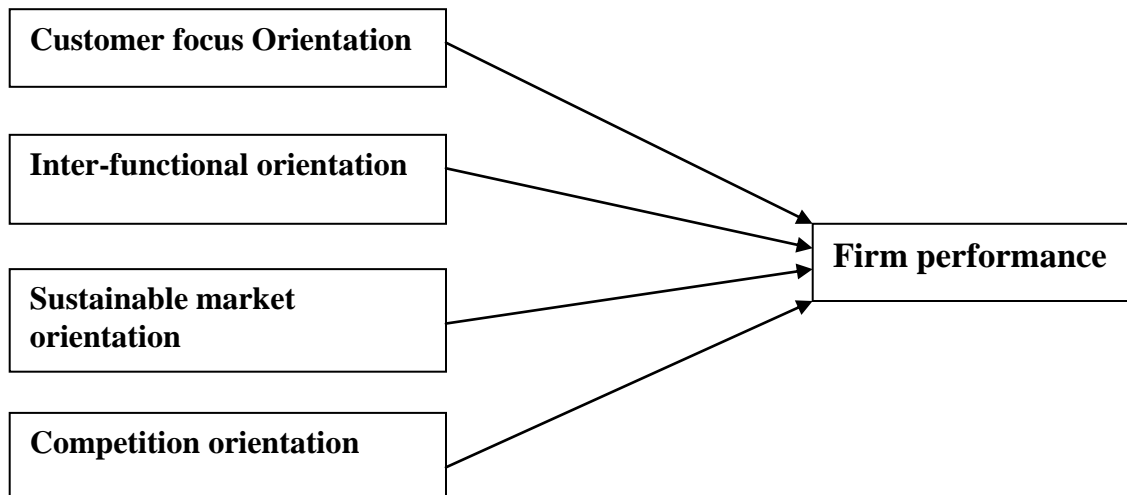 Customer focus Orientation
Inter-functional orientation
Sustainable market
orientation
Competition orientation
Firm performance